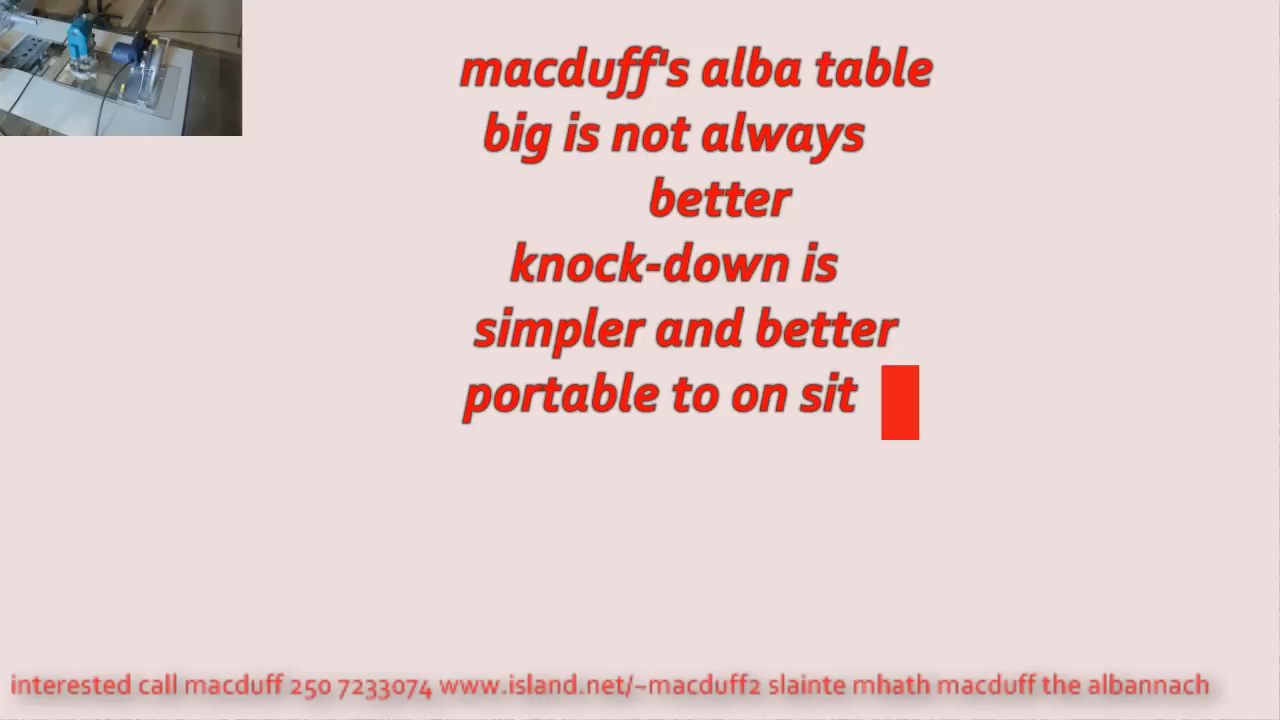 macduff's alba table
big is not always
better
knock-down is
simpler and better
portable to on sit
interested call macduff 250 7233074 www.island.net/~macduff2 slainte mhath macduff the albannach